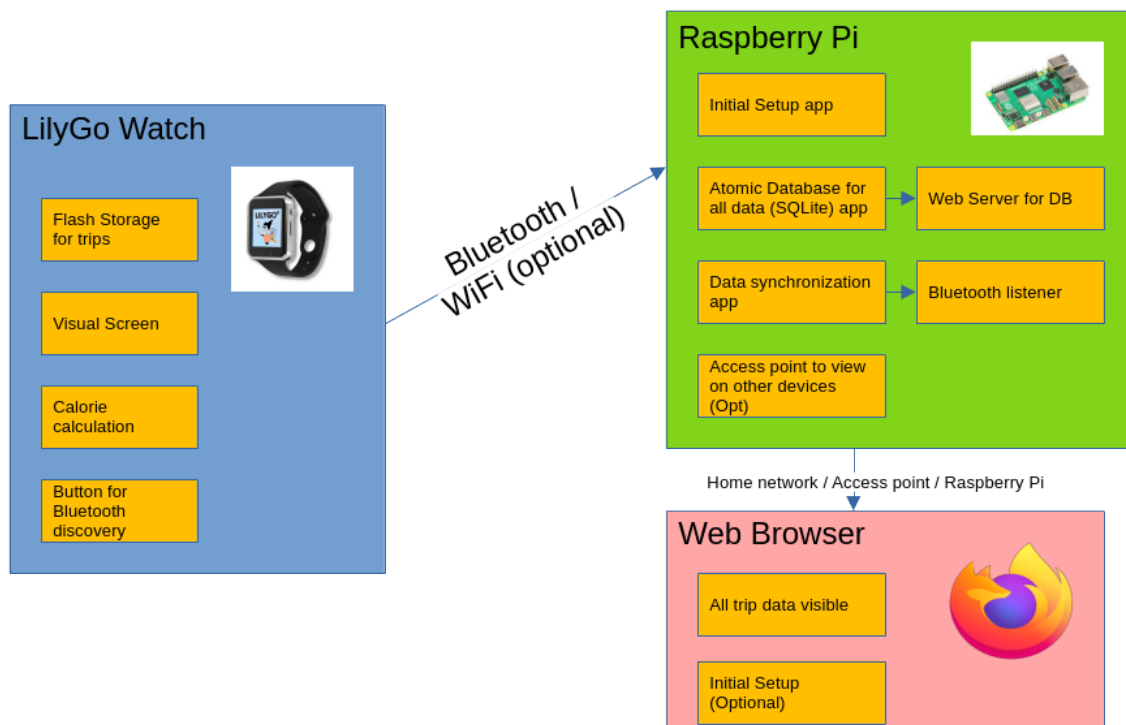 LilyGo Watch
LILYGO
Flash Storage
for trips
Visual Screen
Calorie
calculation
Button for
Bluetooth
discovery
Bluetooth /
WiFi (optional)
Raspberry Pi
Initial Setup app
Atomic Database for
all data (SQLite) app
Web Server for DB
Data synchronization
app
Bluetooth listener
Access point to view
on other devices
(Opt)
Home network / Access point / Raspberry Pi
Web Browser
All trip data visible
Initial Setup
(Optional)